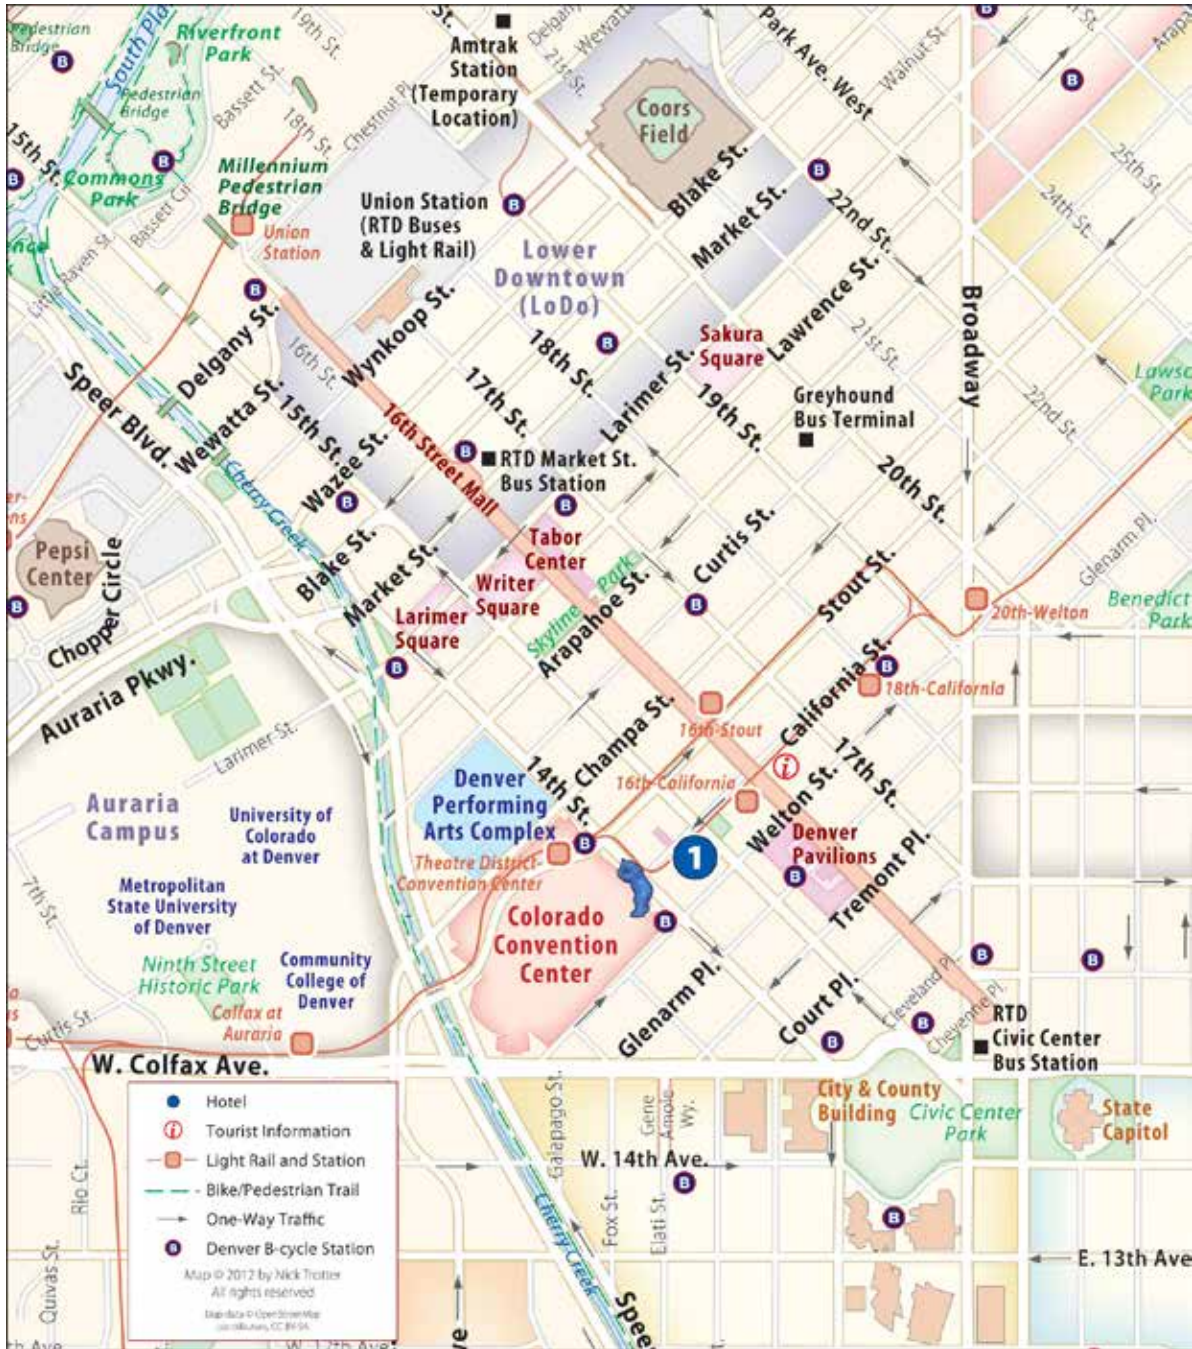 Pedestrian
Bridge
South Pla
Riverfront
Park
19th St.
St.
Delgany
Wewatta
Park Ave. West
Walnut St.
Arapa
Amtrak
Station
(Temporary
Location)
21st St.
Pedestrian
Bridge
Bassett St.
18th St.
Chestnut Pl.
15th St.
Commons
Park
Millennium
Pedestrian
Bridge
Bassett Cir
Union
Station
Union Station
(RTD Buses
& Light Rail)
Coors
Field
Blake St.
Market St.
22nd St.
25th St.
24th St.
Little Raven St.
Lower
Downtown
(LoDo)
Lawrence St.
21st St.
Broadway
Sakura
Square
Delgany St.
16th St.
Wynkoop St.
18th St.
Larimer St.
19th St.
Greyhound
Bus Terminal
22nd St.
Lawso
Park
Speer Blvd.
Wewatta St.
15th St.
17th St.
16th Street Mall
RTD Market St.
Bus Station
20th St.
Wazee St.
Cherry Creek
Pepsi
Center
Chopper Circle
Blake St.
Market St.
Tabor
Center
Writer
Square
Larimer
Square
Skyline Park
Arapahoe St.
Curtis St.
Stout St.
Glenarm Pl.
20th-Welton
Benedict
Park
Auraria Pkwy.
Larimer St.
California St.
18th-California
16th-Stout
Champa St.
14th St.
16th-California
17th St.
Welton St.
Auraria
Campus
University of
Colorado
at Denver
Denver
Performing
Arts Complex
Theatre District-
Convention Center
1
Denver
Pavilions
Tremont Pl.
7th St.
Metropolitan
State University
of Denver
Colorado
Convention
Center
Ninth Street
Historic Park
Community
College of
Denver
Glenarm Pl.
Court Pl.
Cleveland Pl.
Cheyenne Pl.
Curtis St
Colfax at
Auraria
RTD
Civic Center
Bus Station
W. Colfax Ave.
Galapago St.
Gene
Amole
Wy.
City & County
Building
Civic Center
Park
State
Capitol
Hotel
Tourist Information
Light Rail and Station
Bike/Pedestrian Trail
One-Way Traffic
B Denver B-cycle Station
Map © 2012 by Nick Trotter
All rights reserved
Map data © OpenStreetMap
contributors, CC BY-SA
W. 14th Ave.
Fox St.
Elati St.
Rio Ct.
Quivas St.
Cherry Creek
Speer
E. 13th Ave
W. 12th Ave